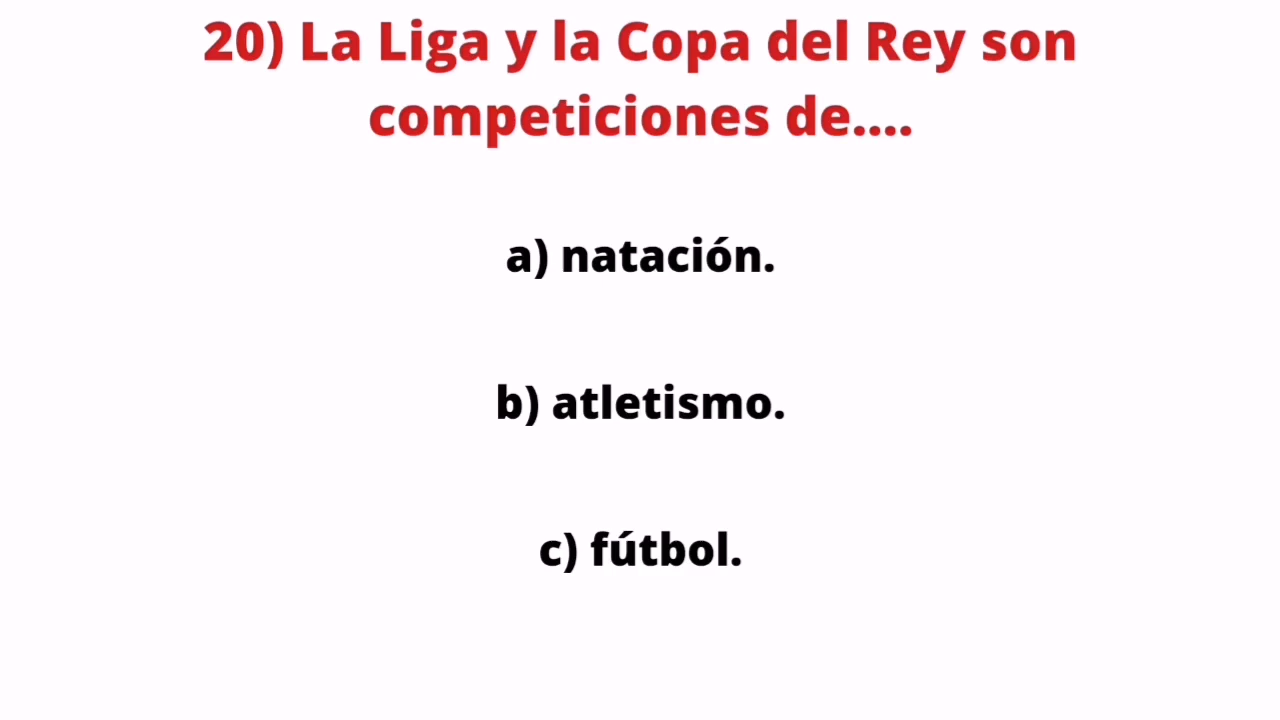 20) La Liga y la Copa del Rey son
competiciones de....
a) natación.
b) atletismo.
c) fútbol.